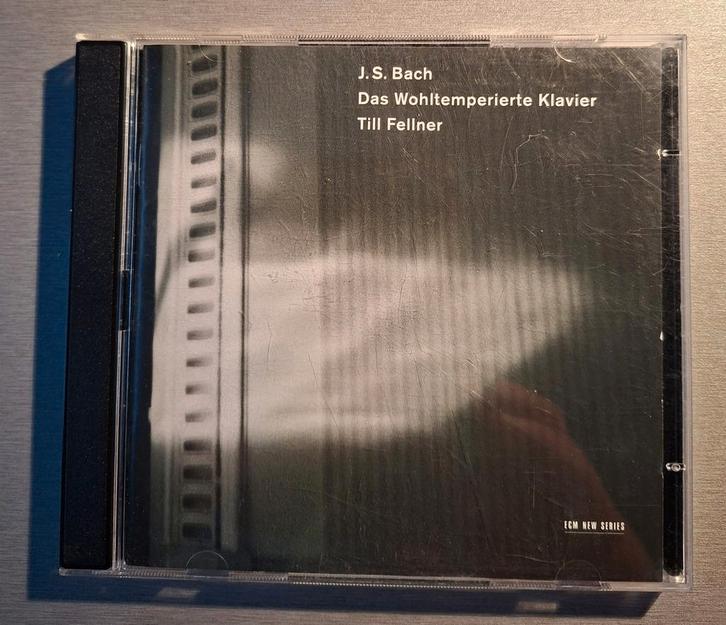 J. S. Bach
Das Wohltemperierte Klavier
Till Fellner
ECM NEW SERIES